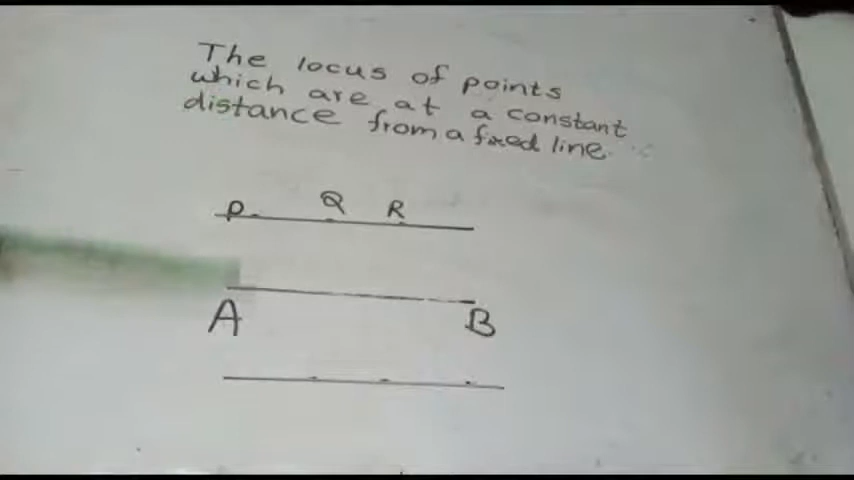 The locus of points
which are at a constant
distance from a fixed line.
P Q R
A B